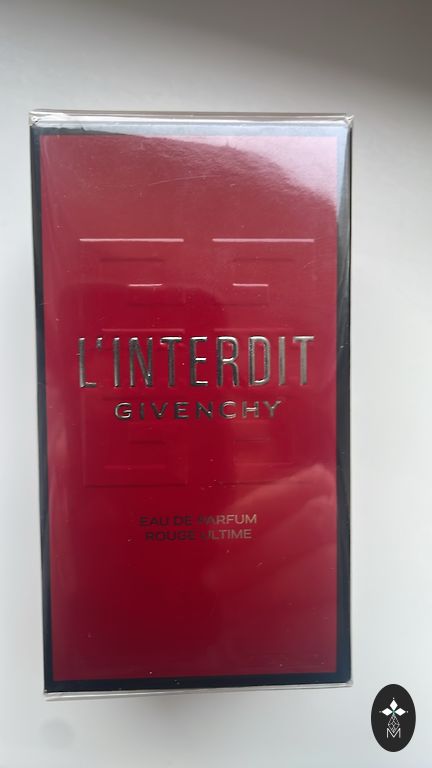 L'INTERDIT
GIVENCHY
EAU DE PARFUM
ROUGE ULTIME
M